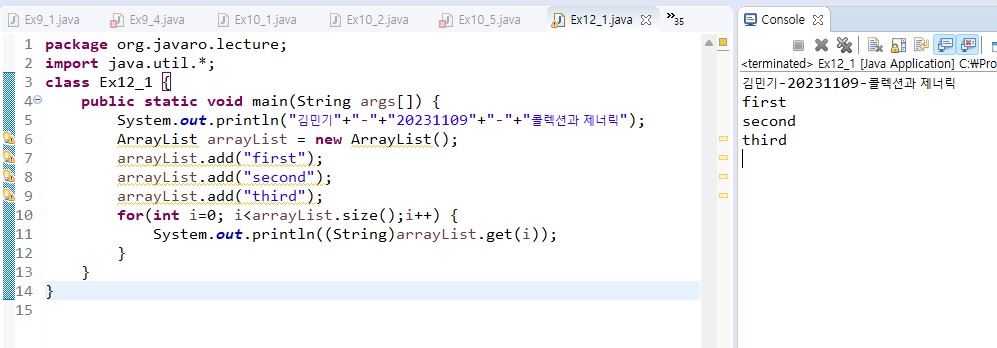 Ex9_1.java Ex9_4.java Ex10_1.java Ex10_2.java Ex10_5.java Ex12_1.java »35
1 package org.javaro.lecture;
2 import java.util.*;
3 class Ex12_1 {
4 public static void main(String args[]) {
5 System.out.println("김민기"+"-"+"20231109"+"-"+"콜렉션과 제너릭");
6 ArrayList arrayList = new ArrayList();
7 arrayList.add("first");
8 arrayList.add("second");
9 arrayList.add("third");
10 for(int i=0; i<arrayList.size();i++) {
11 System.out.println((String)arrayList.get(i));
12 }
13 }
14 }
15
Console
<terminated> Ex12_1 [Java Application] C:₩Pro
김민기-20231109-콜렉션과 제너릭
first
second
third